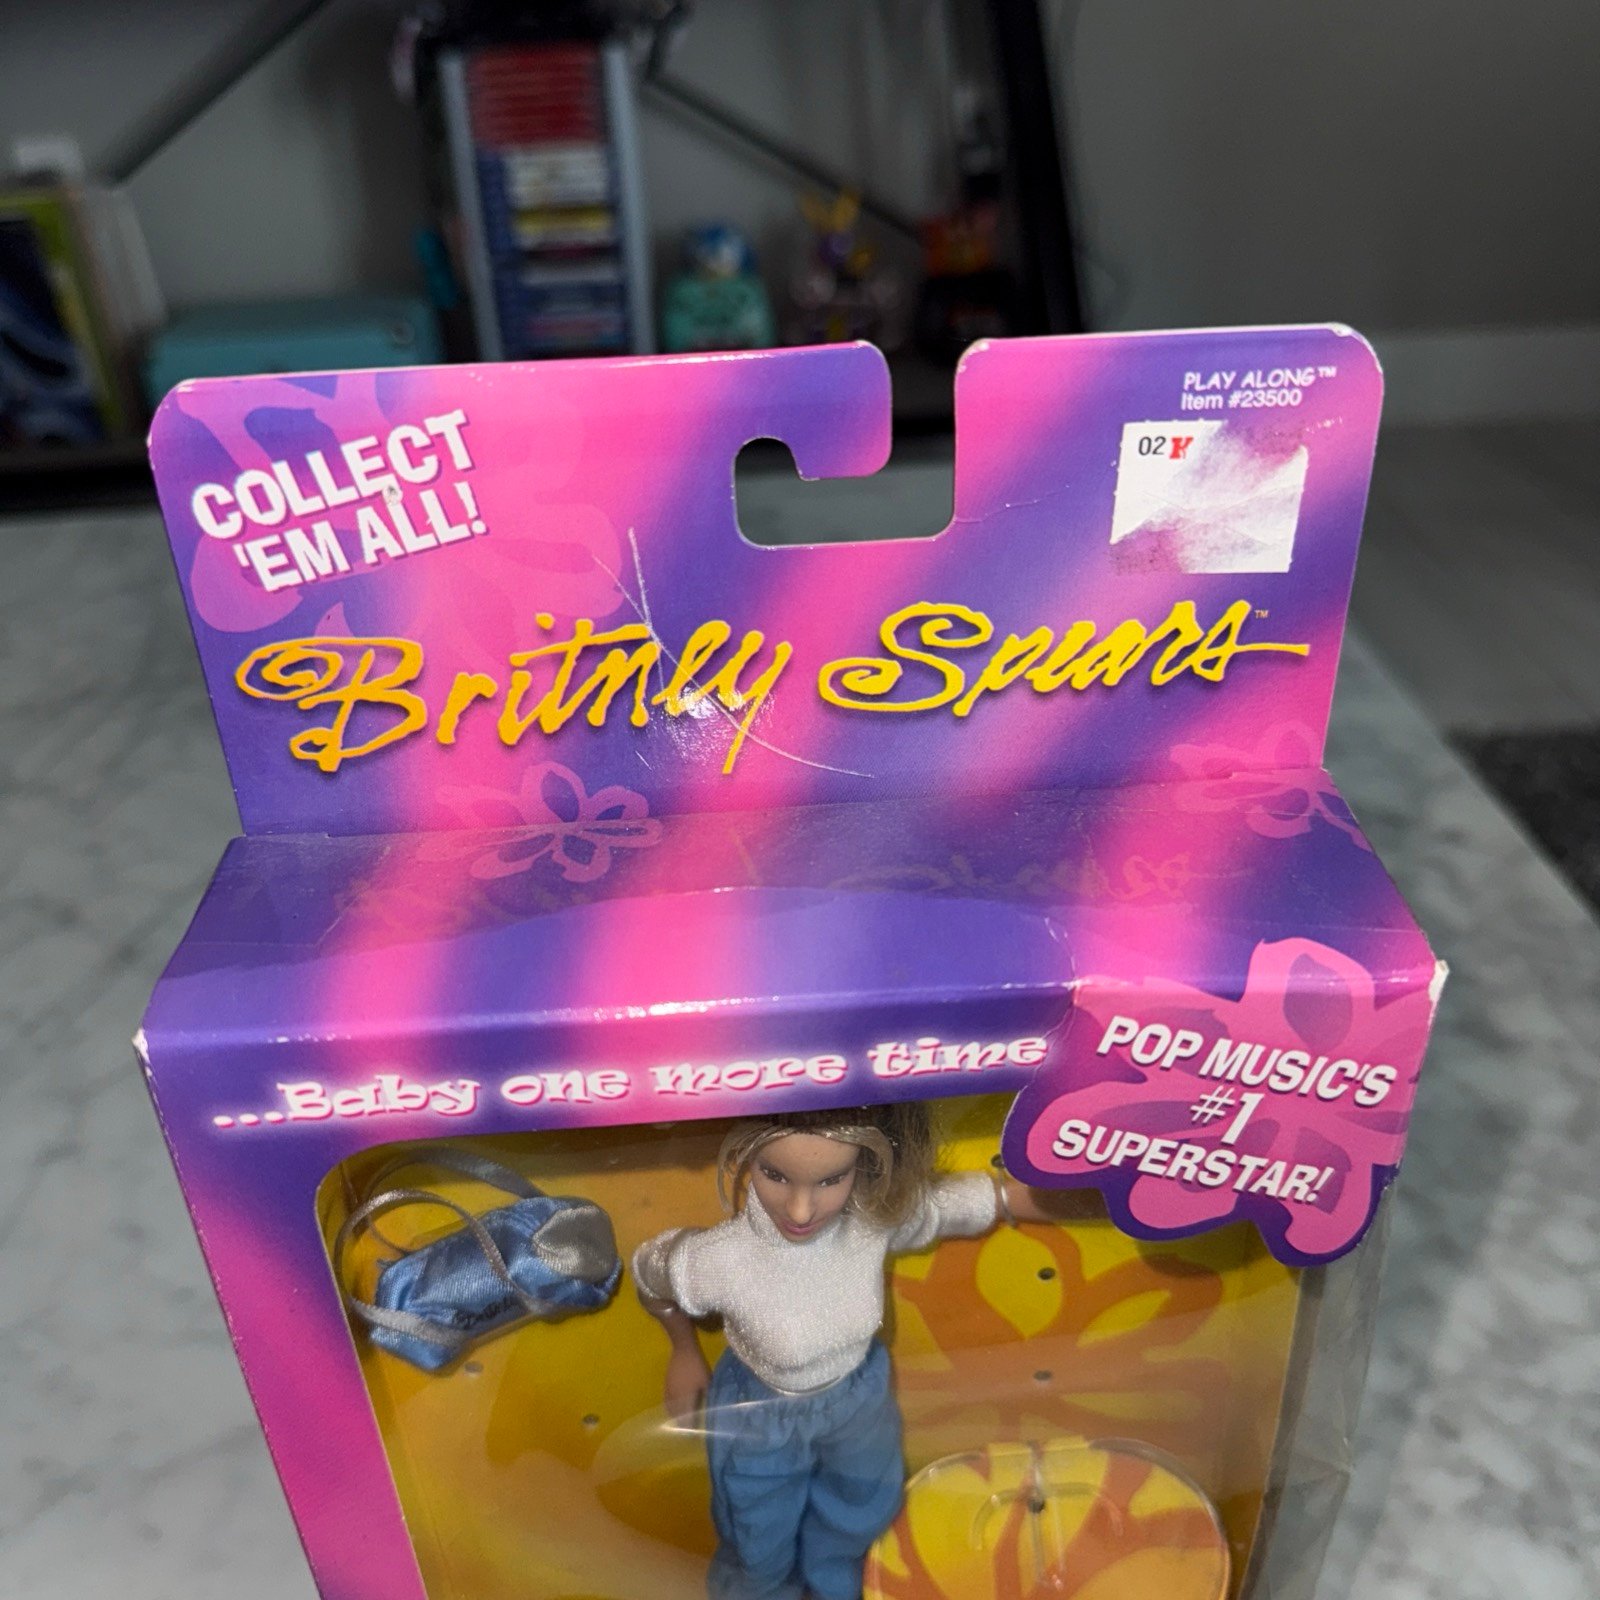 PLAY ALONG™
Item #23500
02 K
COLLECT
'EM ALL!
Britney Spears™
...Baby one more time
POP MUSIC'S
#1
SUPERSTAR!